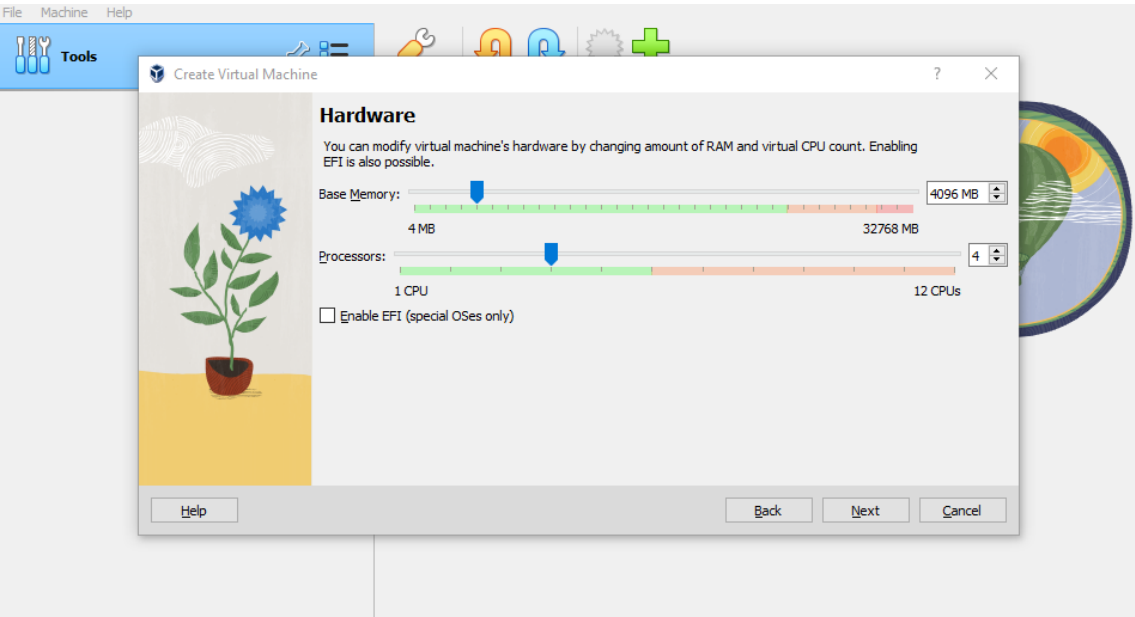 File Machine Help
Tools
Create Virtual Machine ?
Hardware
You can modify virtual machine's hardware by changing amount of RAM and virtual CPU count. Enabling
EFI is also possible.
Base Memory: 4096 MB
4 MB 32768 MB
Processors: 4
1 CPU 12 CPUs
Enable EFI (special OSes only)
Help Back Next Cancel